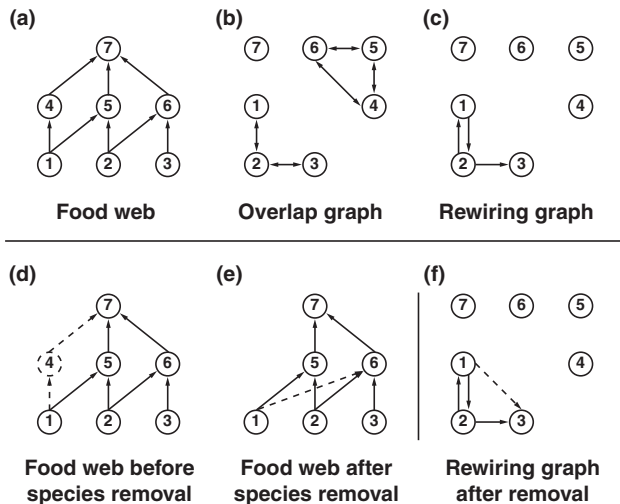 (a) (b) (c)
7 7 6 5 7 6 5
4 5 6 1 4 1 4
1 2 3 2 3 2 3
Food web Overlap graph Rewiring graph
(d) (e) (f)
7 7 7 6 5
4 5 6 5 6 1 4
1 2 3 1 2 3 2 3
Food web before Food web after Rewiring graph
species removal species removal after removal